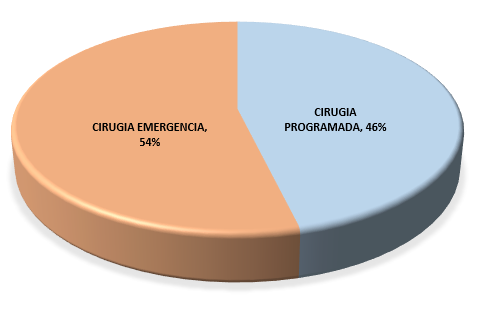 CIRUGIA
PROGRAMADA, 46%
CIRUGIA EMERGENCIA,
54%